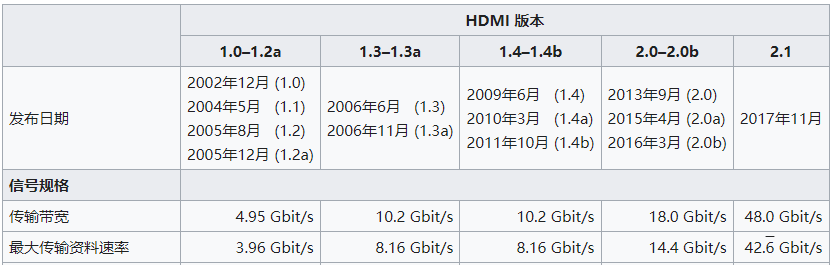 HDMI 版本
1.0–1.2a 1.3–1.3a 1.4–1.4b 2.0–2.0b 2.1
发布日期
2002年12月 (1.0)
2004年5月 (1.1)
2005年8月 (1.2)
2005年12月 (1.2a)
2006年6月 (1.3)
2006年11月 (1.3a)
2009年6月 (1.4)
2010年3月 (1.4a)
2011年10月 (1.4b)
2013年9月 (2.0)
2015年4月 (2.0a)
2016年3月 (2.0b)
2017年11月
信号规格
传输带宽 4.95 Gbit/s 10.2 Gbit/s 10.2 Gbit/s 18.0 Gbit/s 48.0 Gbit/s
最大传输资料速率 3.96 Gbit/s 8.16 Gbit/s 8.16 Gbit/s 14.4 Gbit/s 42.6̅ Gbit/s